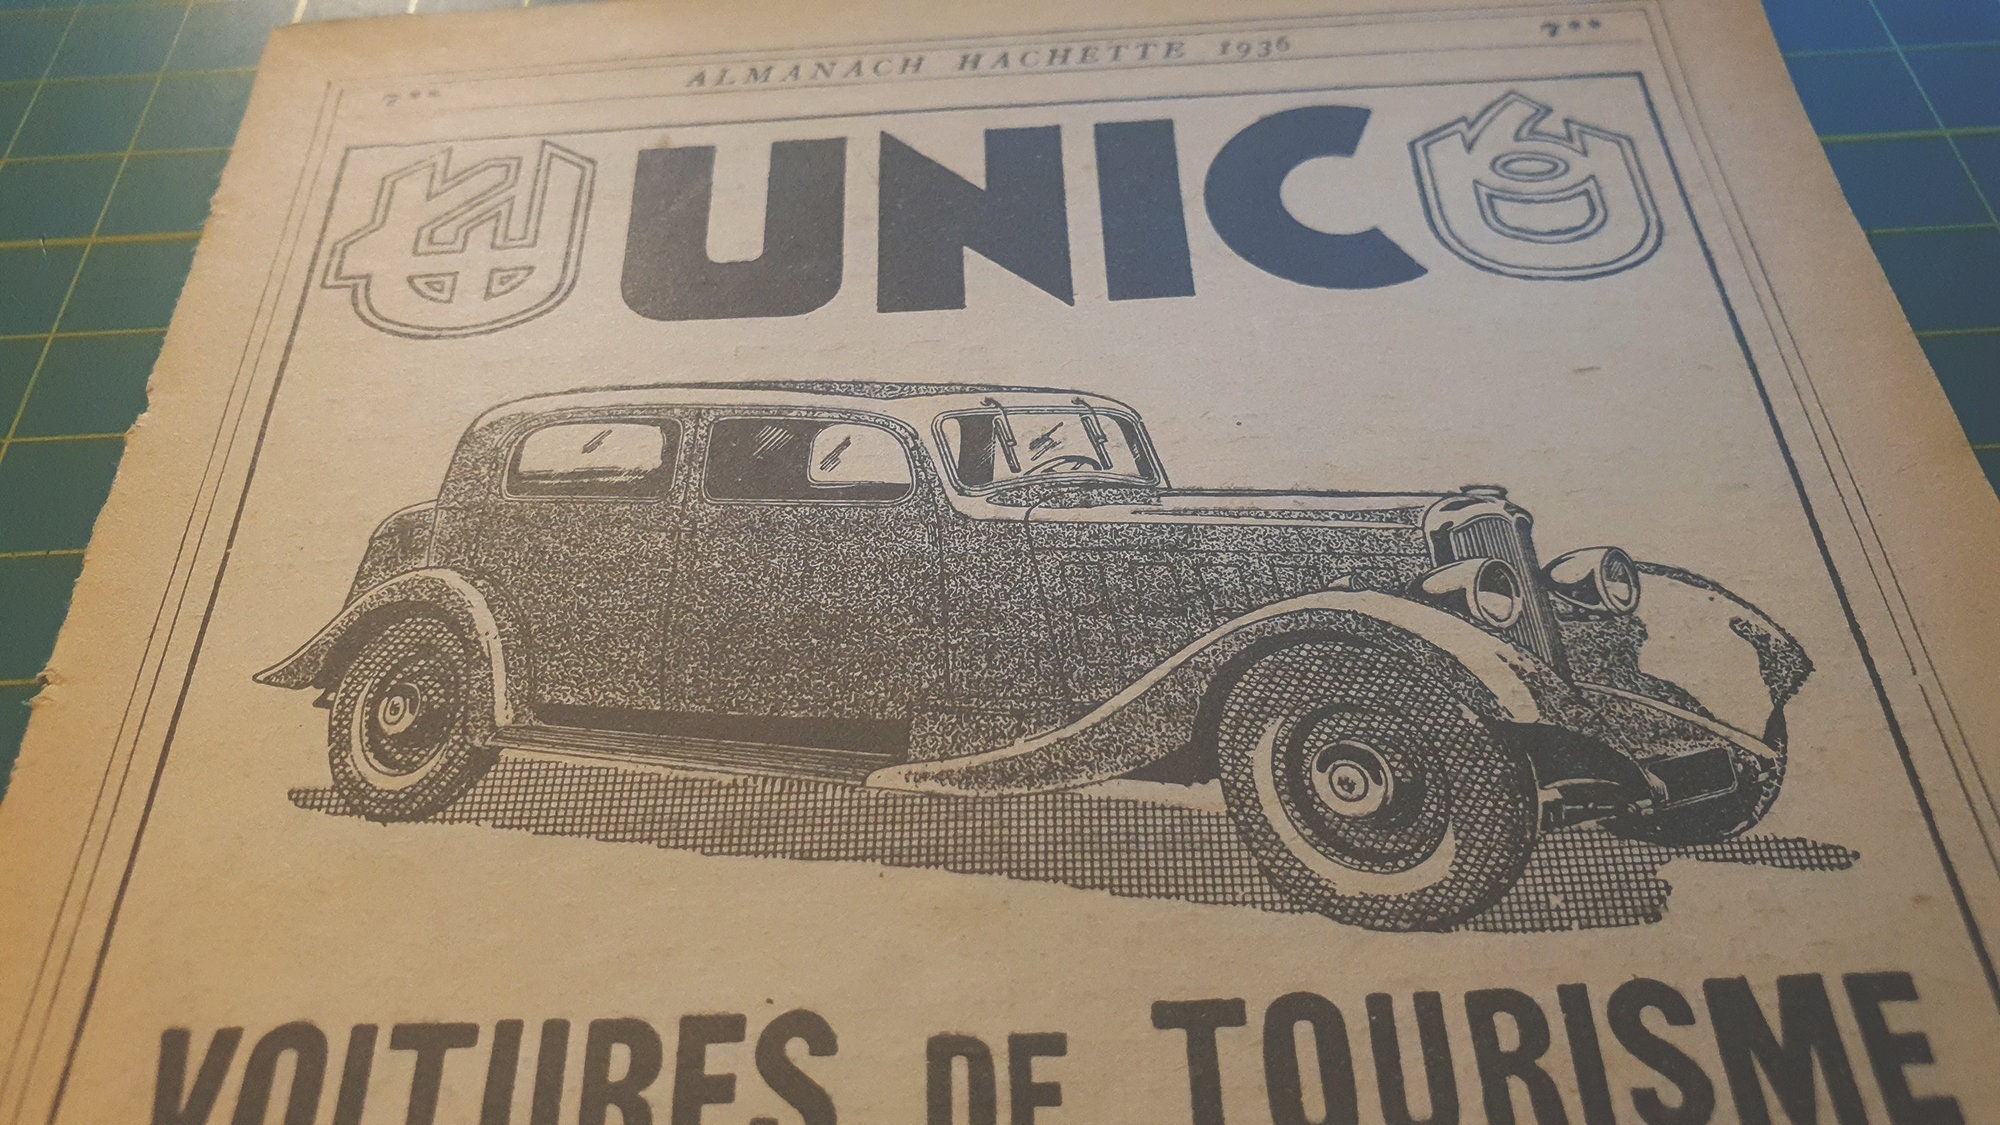 ALMANACH HACHETTE 1936
UNIC
VOITURES DE TOURISME